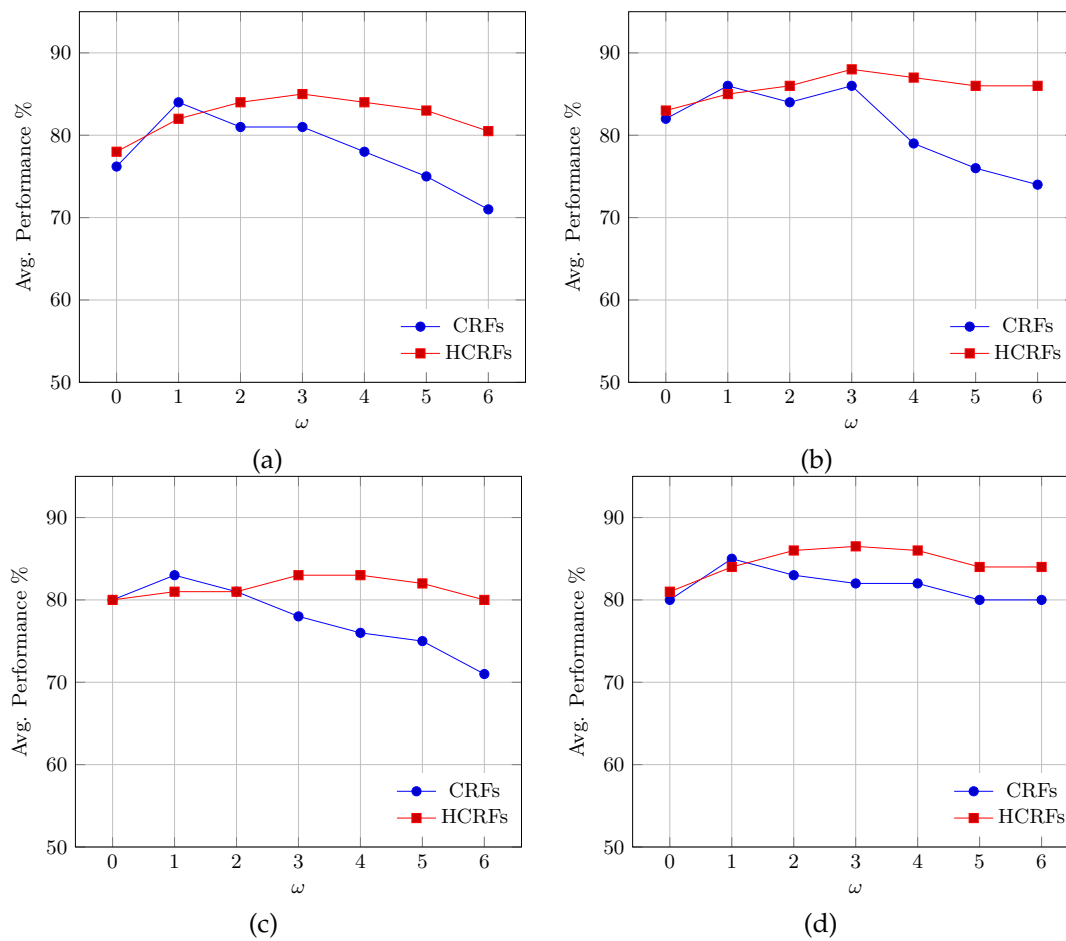 90
80
70
60
50
Avg. Performance %
0 1 2 3 4 5 6
ω
CRFs
HCRFs
(a)
90
80
70
60
50
Avg. Performance %
0 1 2 3 4 5 6
ω
CRFs
HCRFs
(b)
90
80
70
60
50
Avg. Performance %
0 1 2 3 4 5 6
ω
CRFs
HCRFs
(c)
90
80
70
60
50
Avg. Performance %
0 1 2 3 4 5 6
ω
CRFs
HCRFs
(d)